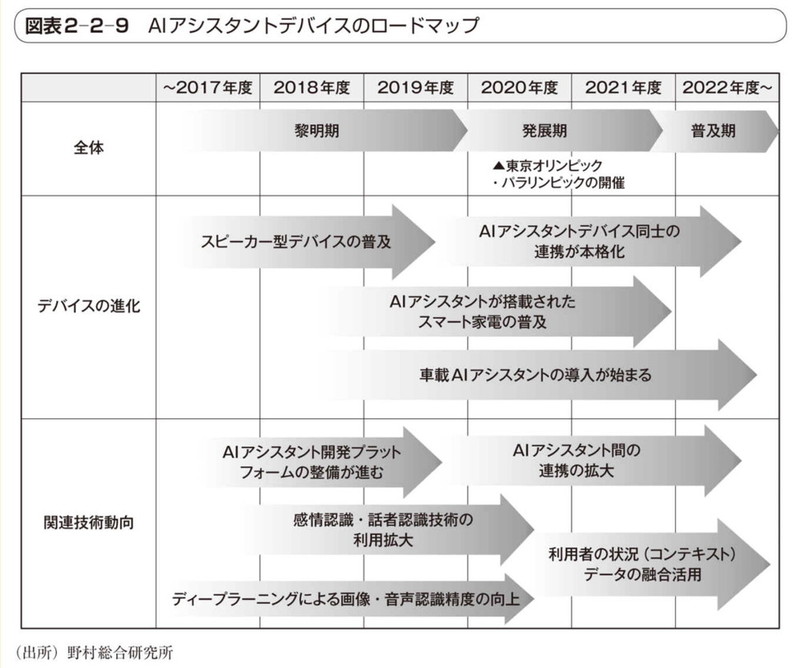 図表2-2-9 AIアシスタントデバイスのロードマップ
～2017年度 2018年度 2019年度 2020年度 2021年度 2022年度～
全体
黎明期 発展期 普及期
▲東京オリンピック
・パラリンピックの開催
デバイスの進化
スピーカー型デバイスの普及
AIアシスタントデバイス同士の
連携が本格化
AIアシスタントが搭載された
スマート家電の普及
車載AIアシスタントの導入が始まる
関連技術動向
AIアシスタント開発プラット
フォームの整備が進む
AIアシスタント間の
連携の拡大
感情認識・話者認識技術の
利用拡大
利用者の状況（コンテキスト）
データの融合活用
ディープラーニングによる画像・音声認識精度の向上
（出所）野村総合研究所